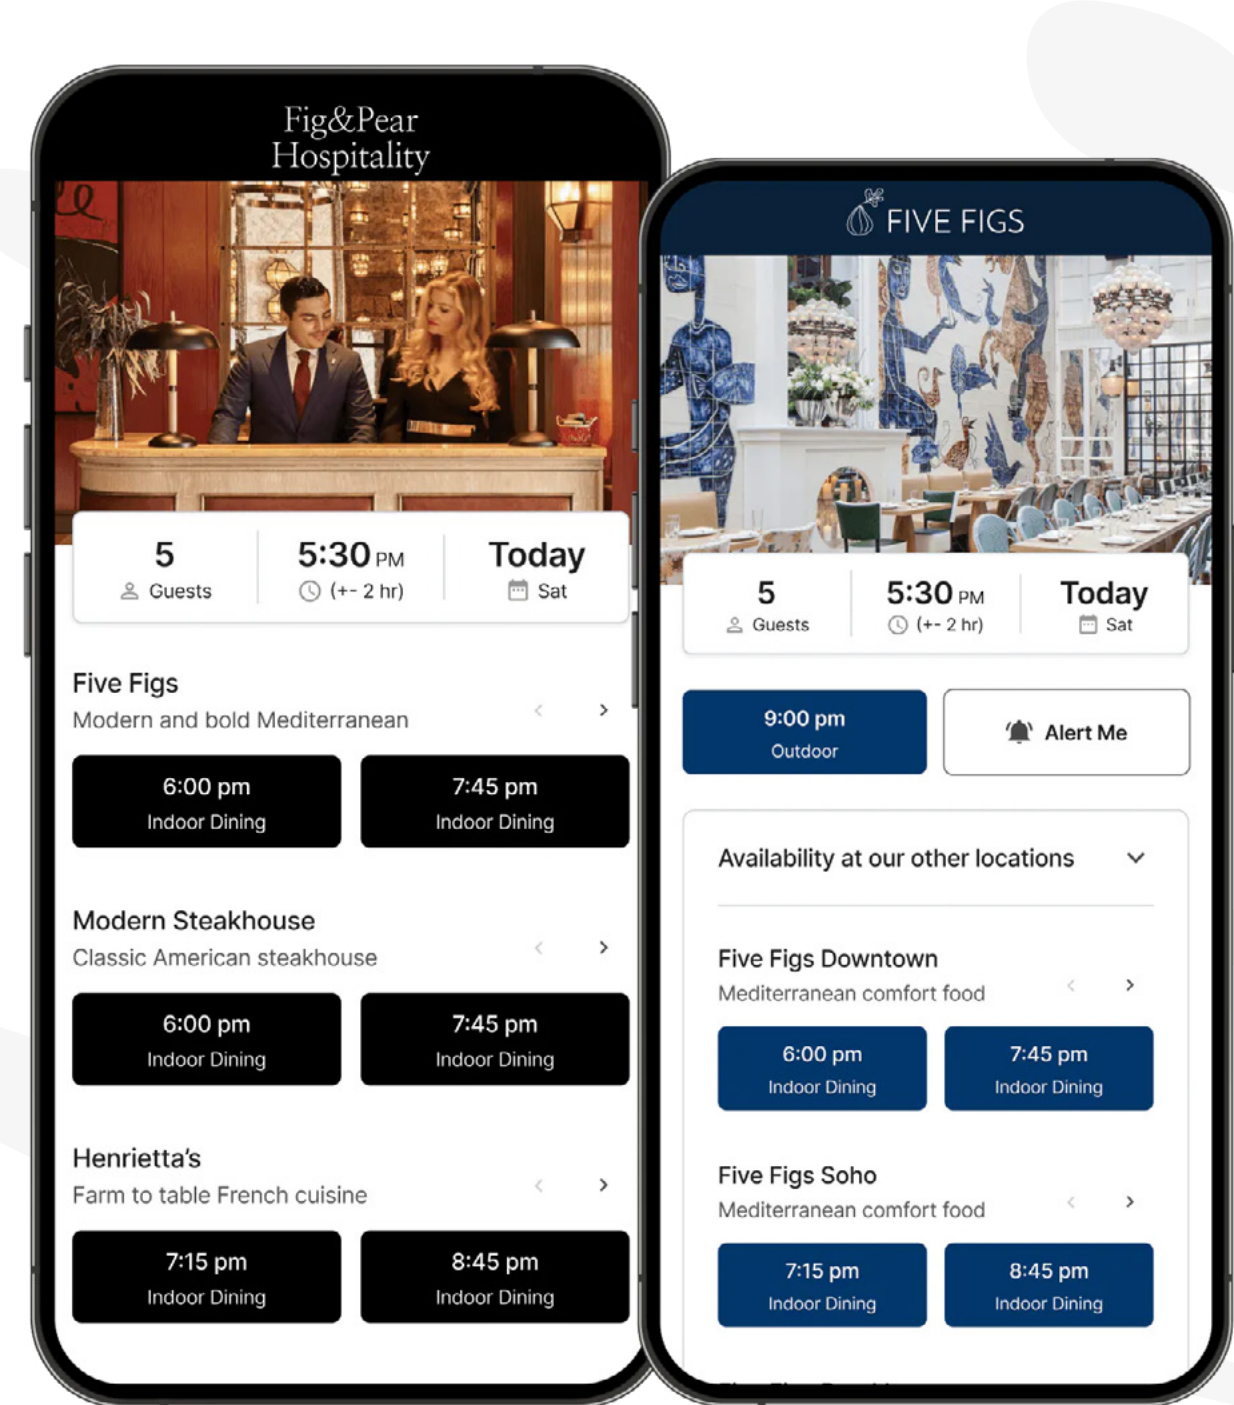 Fig&Pear
Hospitality
5
Guests
5:30 PM
(+- 2 hr)
Today
Sat
Five Figs
Modern and bold Mediterranean
6:00 pm
Indoor Dining
7:45 pm
Indoor Dining
Modern Steakhouse
Classic American steakhouse
6:00 pm
Indoor Dining
7:45 pm
Indoor Dining
Henrietta's
Farm to table French cuisine
7:15 pm
Indoor Dining
8:45 pm
Indoor Dining
FIVE FIGS
5
Guests
5:30 PM
(+- 2 hr)
Today
Sat
9:00 pm
Outdoor
Alert Me
Availability at our other locations
Five Figs Downtown
Mediterranean comfort food
6:00 pm
Indoor Dining
7:45 pm
Indoor Dining
Five Figs Soho
Mediterranean comfort food
7:15 pm
Indoor Dining
8:45 pm
Indoor Dining